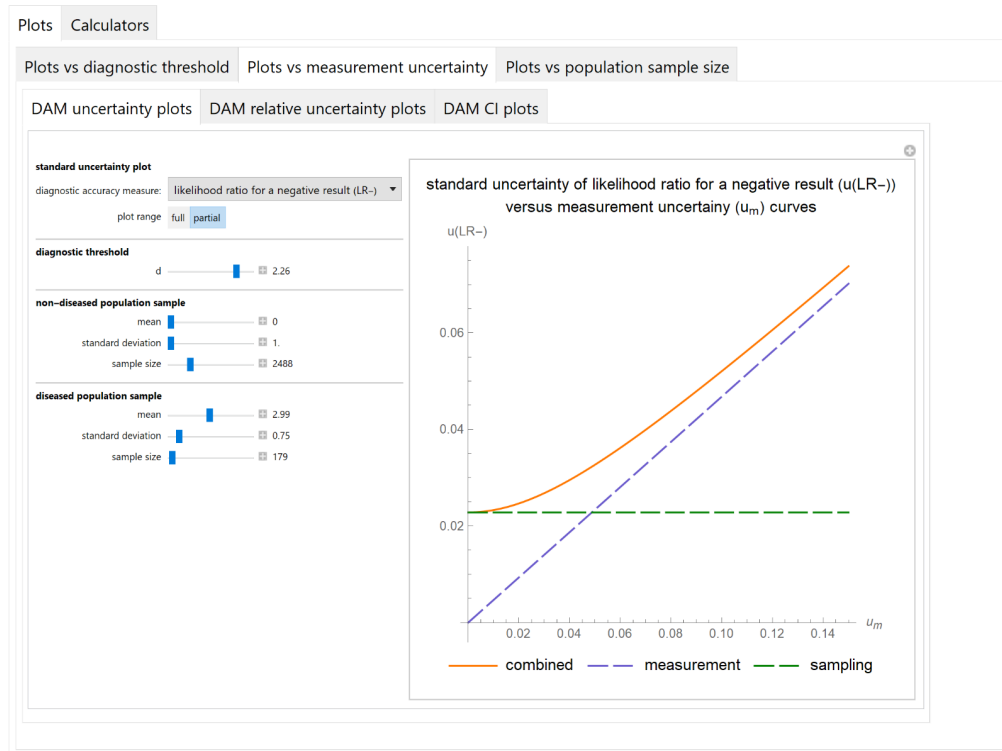 Plots Calculators
Plots vs diagnostic threshold Plots vs measurement uncertainty Plots vs population sample size
DAM uncertainty plots DAM relative uncertainty plots DAM CI plots
standard uncertainty plot
diagnostic accuracy measure: likelihood ratio for a negative result (LR−)
plot range full partial
diagnostic threshold
d 2.26
non−diseased population sample
mean 0
standard deviation 1.
sample size 2488
diseased population sample
mean 2.99
standard deviation 0.75
sample size 179
standard uncertainty of likelihood ratio for a negative result (u(LR−))
versus measurement uncertainy (um) curves
u(LR−)
0.06
0.04
0.02
0.02 0.04 0.06 0.08 0.10 0.12 0.14 um
combined measurement sampling